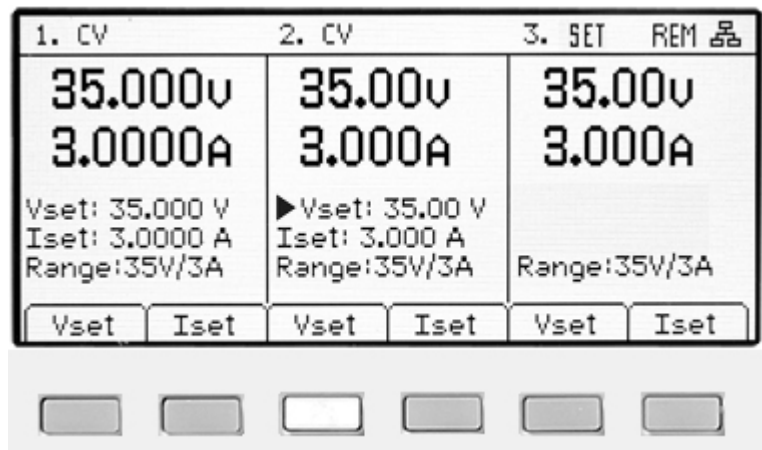 1. CV 2. CV 3. SET REM
35.000V 35.00V 35.00V
3.0000A 3.000A 3.000A
Vset: 35.000 V ▶Vset: 35.00 V
Iset: 3.0000 A Iset: 3.000 A
Range:35V/3A Range:35V/3A Range:35V/3A
Vset Iset Vset Iset Vset Iset